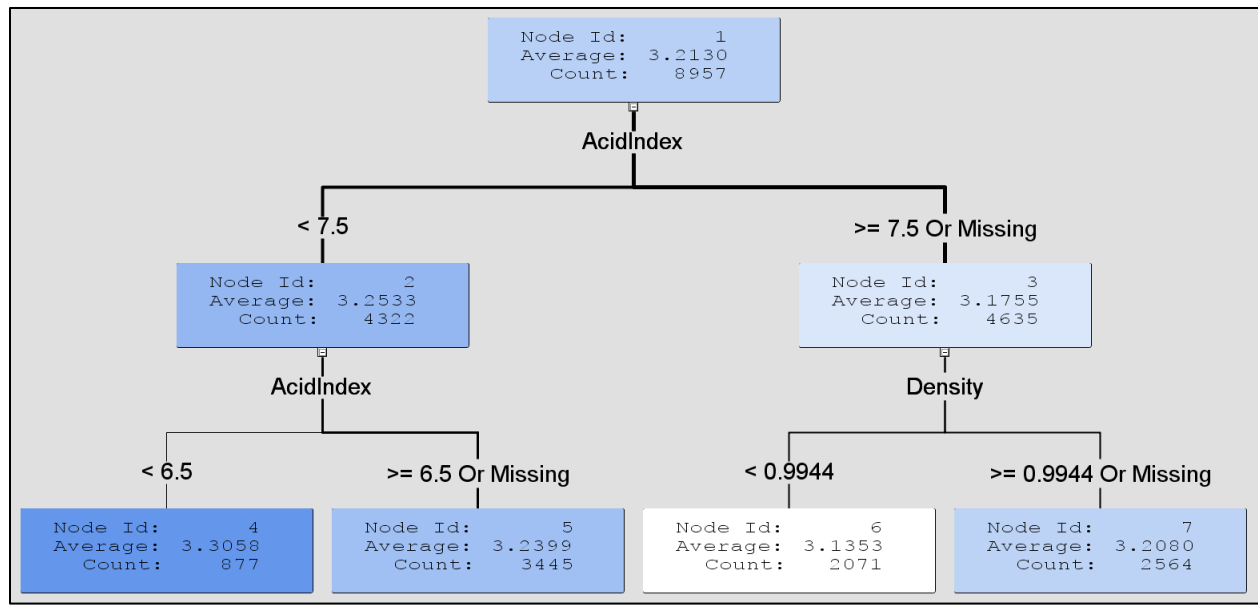 Node Id: 1
Average: 3.2130
Count: 8957
AcidIndex
< 7.5
>= 7.5 Or Missing
Node Id: 2
Average: 3.2533
Count: 4322
Node Id: 3
Average: 3.1755
Count: 4635
AcidIndex
Density
< 6.5
>= 6.5 Or Missing
< 0.9944
>= 0.9944 Or Missing
Node Id: 4
Average: 3.3058
Count: 877
Node Id: 5
Average: 3.2399
Count: 3445
Node Id: 6
Average: 3.1353
Count: 2071
Node Id: 7
Average: 3.2080
Count: 2564